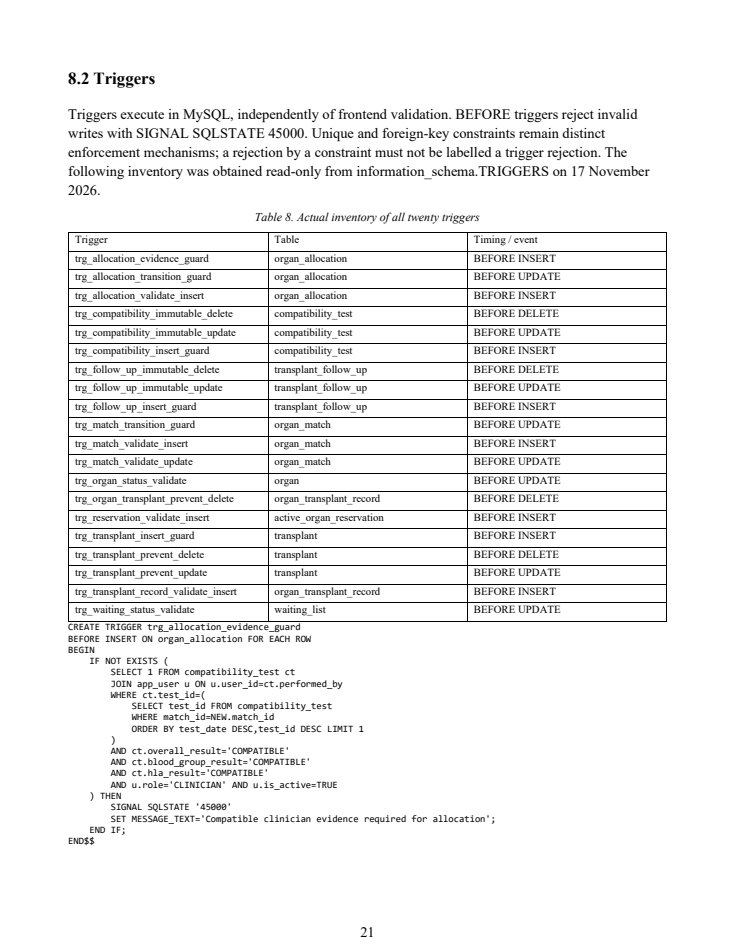 8.2 Triggers
Triggers execute in MySQL, independently of frontend validation. BEFORE triggers reject invalid
writes with SIGNAL SQLSTATE 45000. Unique and foreign-key constraints remain distinct
enforcement mechanisms; a rejection by a constraint must not be labelled a trigger rejection. The
following inventory was obtained read-only from information_schema.TRIGGERS on 17 November
2026.
Table 8. Actual inventory of all twenty triggers
Trigger Table Timing / event
trg_allocation_evidence_guard organ_allocation BEFORE INSERT
trg_allocation_transition_guard organ_allocation BEFORE UPDATE
trg_allocation_validate_insert organ_allocation BEFORE INSERT
trg_compatibility_immutable_delete compatibility_test BEFORE DELETE
trg_compatibility_immutable_update compatibility_test BEFORE UPDATE
trg_compatibility_insert_guard compatibility_test BEFORE INSERT
trg_follow_up_immutable_delete transplant_follow_up BEFORE DELETE
trg_follow_up_immutable_update transplant_follow_up BEFORE UPDATE
trg_follow_up_insert_guard transplant_follow_up BEFORE INSERT
trg_match_transition_guard organ_match BEFORE UPDATE
trg_match_validate_insert organ_match BEFORE INSERT
trg_match_validate_update organ_match BEFORE UPDATE
trg_organ_status_validate organ BEFORE UPDATE
trg_organ_transplant_prevent_delete organ_transplant_record BEFORE DELETE
trg_reservation_validate_insert active_organ_reservation BEFORE INSERT
trg_transplant_insert_guard transplant BEFORE INSERT
trg_transplant_prevent_delete transplant BEFORE DELETE
trg_transplant_prevent_update transplant BEFORE UPDATE
trg_transplant_record_validate_insert organ_transplant_record BEFORE INSERT
trg_waiting_status_validate waiting_list BEFORE UPDATE
CREATE TRIGGER trg_allocation_evidence_guard
BEFORE INSERT ON organ_allocation FOR EACH ROW
BEGIN
    IF NOT EXISTS (
        SELECT 1 FROM compatibility_test ct
        JOIN app_user u ON u.user_id=ct.performed_by
        WHERE ct.test_id=(
            SELECT test_id FROM compatibility_test
            WHERE match_id=NEW.match_id
            ORDER BY test_date DESC,test_id DESC LIMIT 1
        )
        AND ct.overall_result='COMPATIBLE'
        AND ct.blood_group_result='COMPATIBLE'
        AND ct.hla_result='COMPATIBLE'
        AND u.role='CLINICIAN' AND u.is_active=TRUE
    ) THEN
        SIGNAL SQLSTATE '45000'
        SET MESSAGE_TEXT='Compatible clinician evidence required for allocation';
    END IF;
END$$
21